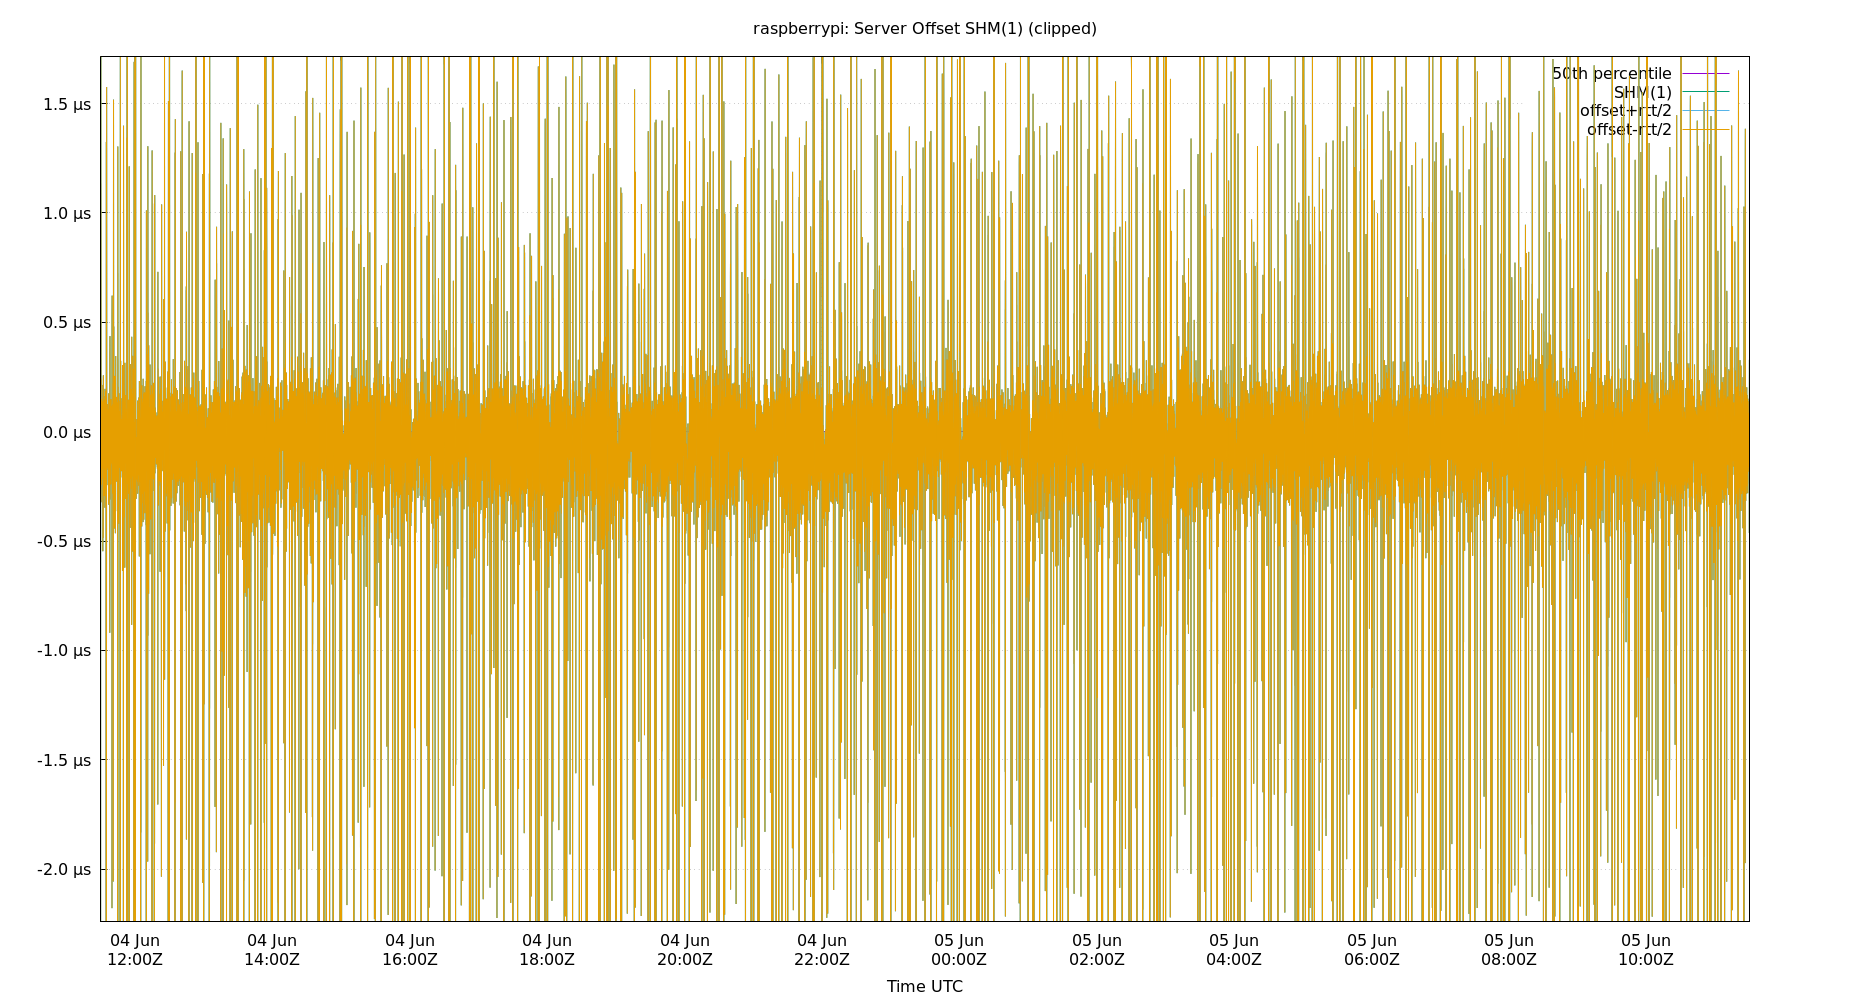 raspberrypi: Server Offset SHM(1) (clipped)
50th percentile
SHM(1)
offset+rtt/2
offset-rtt/2
1.5 µs
1.0 µs
0.5 µs
0.0 µs
-0.5 µs
-1.0 µs
-1.5 µs
-2.0 µs
04 Jun 04 Jun 04 Jun 04 Jun 04 Jun 04 Jun 05 Jun 05 Jun 05 Jun 05 Jun 05 Jun 05 Jun
12:00Z 14:00Z 16:00Z 18:00Z 20:00Z 22:00Z 00:00Z 02:00Z 04:00Z 06:00Z 08:00Z 10:00Z
Time UTC